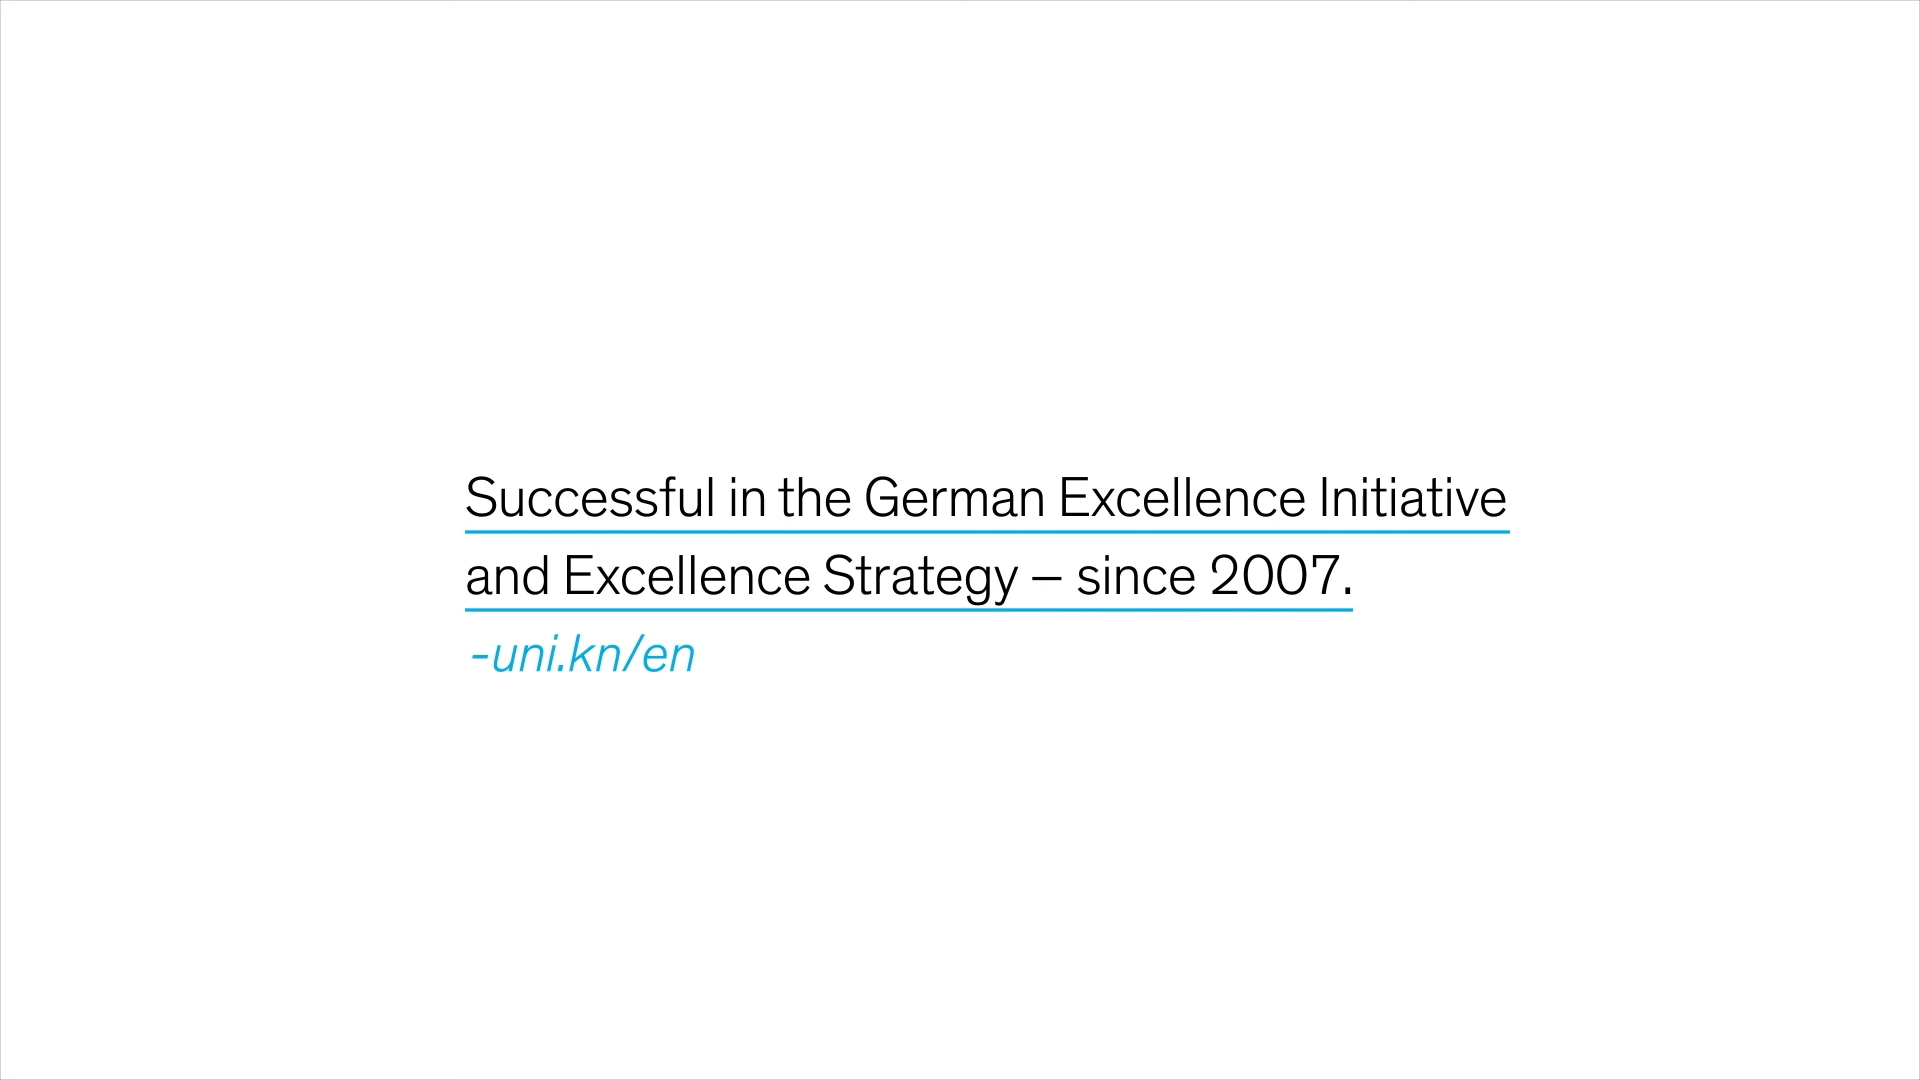 Successful in the German Excellence Initiative
and Excellence Strategy – since 2007.
-uni.kn/en